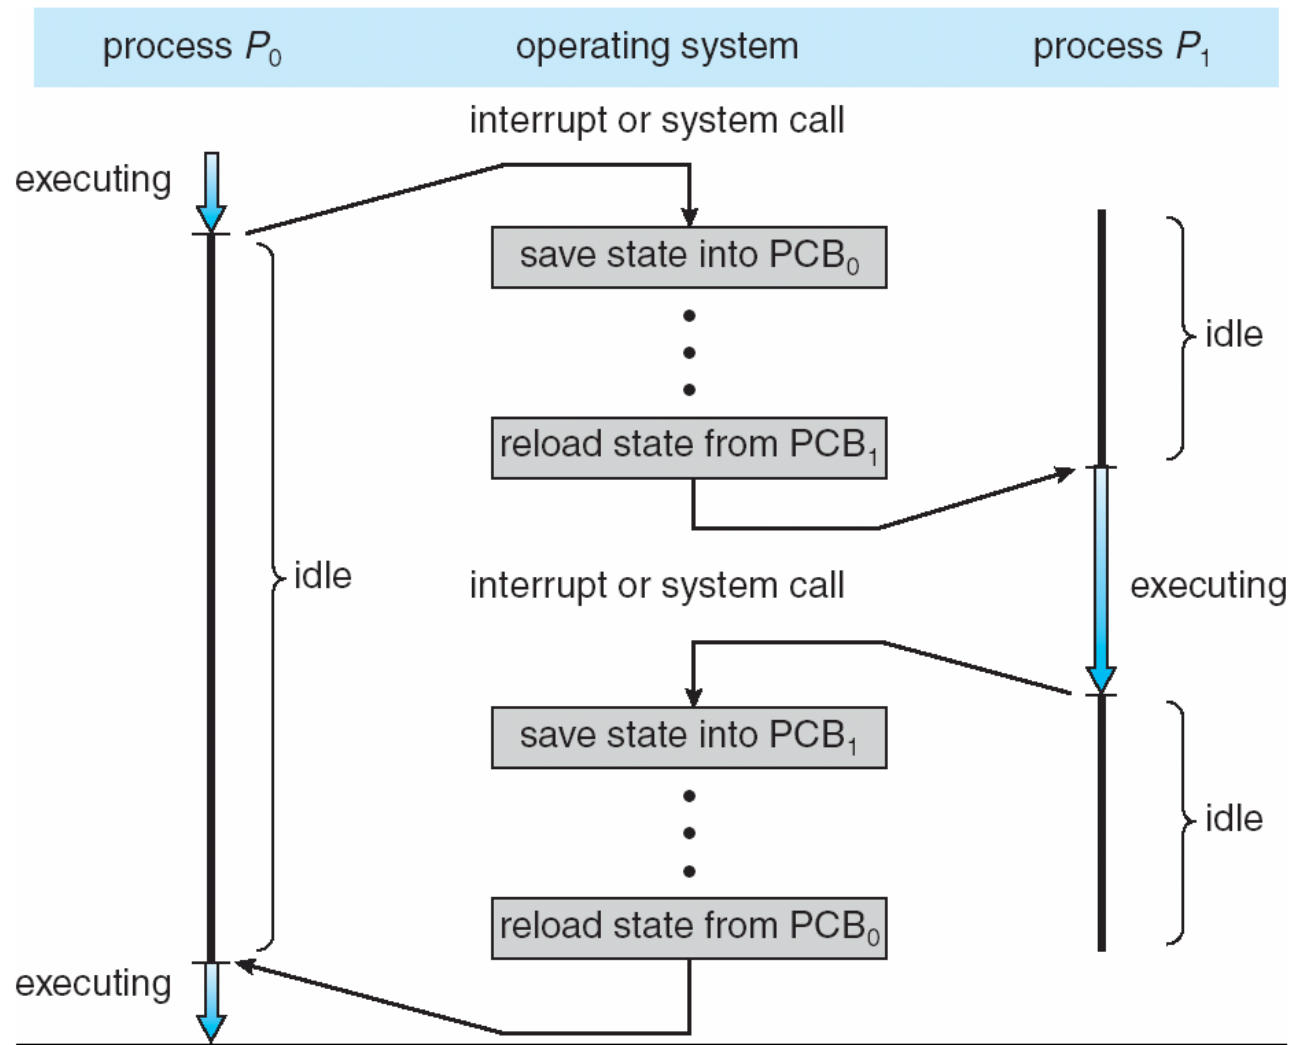 process P0 operating system process P1
interrupt or system call
executing
save state into PCB0
idle
reload state from PCB1
idle
interrupt or system call
executing
save state into PCB1
idle
reload state from PCB0
executing